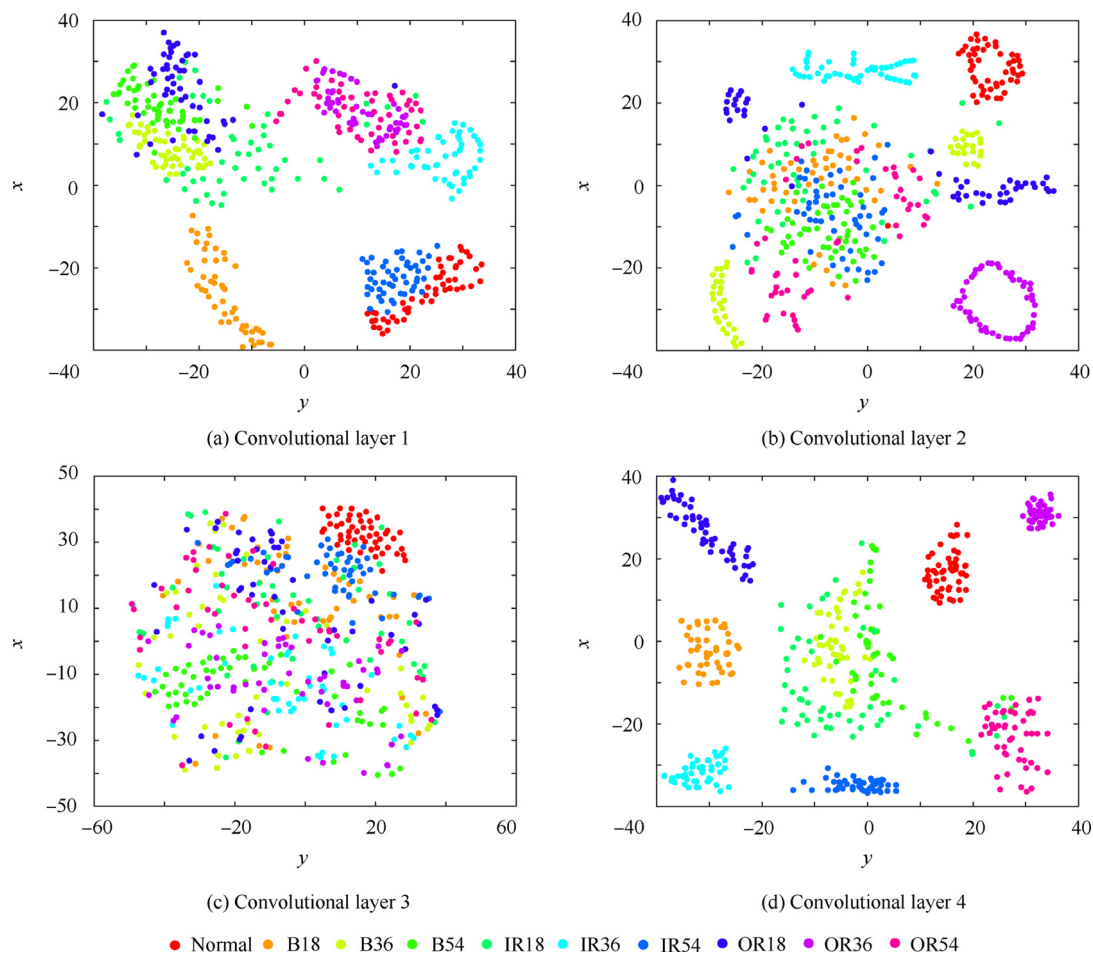 40
20
0
−20
−40
−20
0
20
40
x
y
(a) Convolutional layer 1
40
20
0
−20
−40
−20
0
20
40
x
y
(b) Convolutional layer 2
50
30
10
−10
−30
−50
−60
−20
20
60
x
y
(c) Convolutional layer 3
40
20
0
−20
−40
−20
0
20
40
x
y
(d) Convolutional layer 4
Normal B18 B36 B54 IR18 IR36 IR54 OR18 OR36 OR54